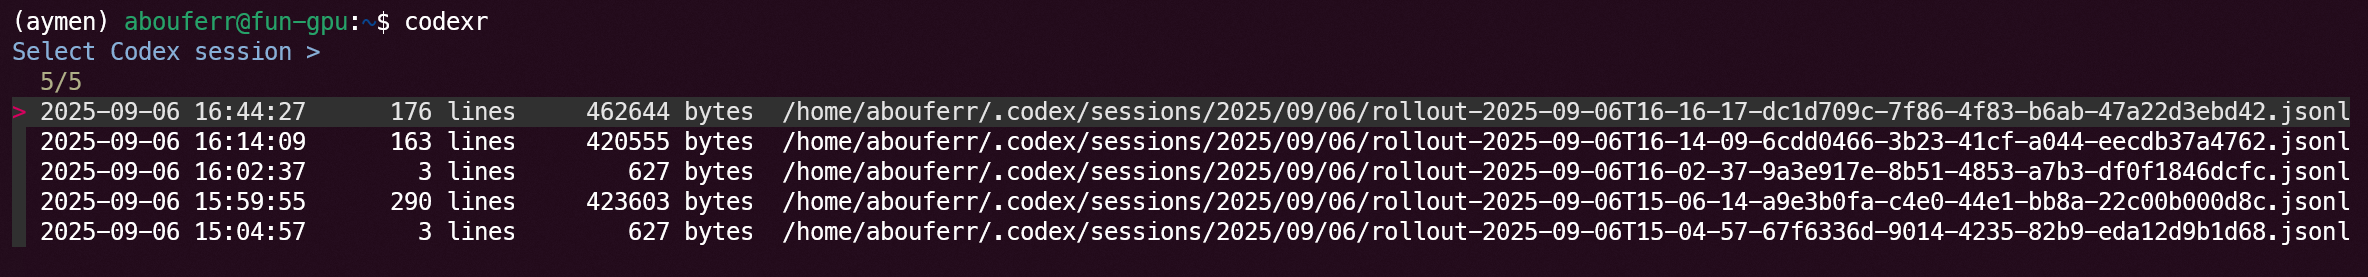 (aymen) abouferr@fun-gpu:~$ codexr
Select Codex session >
5/5
> 2025-09-06 16:44:27      176 lines     462644 bytes  /home/abouferr/.codex/sessions/2025/09/06/rollout-2025-09-06T16-16-17-dc1d709c-7f86-4f83-b6ab-47a22d3ebd42.jsonl
2025-09-06 16:14:09      163 lines     420555 bytes  /home/abouferr/.codex/sessions/2025/09/06/rollout-2025-09-06T16-14-09-6cdd0466-3b23-41cf-a044-eecdb37a4762.jsonl
2025-09-06 16:02:37        3 lines        627 bytes  /home/abouferr/.codex/sessions/2025/09/06/rollout-2025-09-06T16-02-37-9a3e917e-8b51-4853-a7b3-df0f1846dcfc.jsonl
2025-09-06 15:59:55      290 lines     423603 bytes  /home/abouferr/.codex/sessions/2025/09/06/rollout-2025-09-06T15-06-14-a9e3b0fa-c4e0-44e1-bb8a-22c00b000d8c.jsonl
2025-09-06 15:04:57        3 lines        627 bytes  /home/abouferr/.codex/sessions/2025/09/06/rollout-2025-09-06T15-04-57-67f6336d-9014-4235-82b9-eda12d9b1d68.jsonl